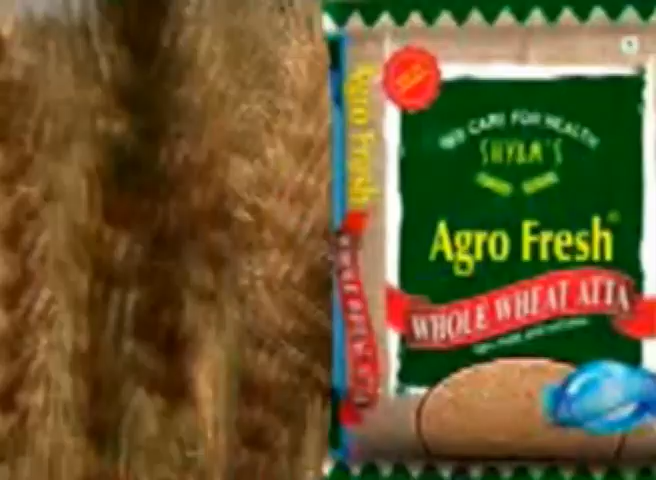 WE CARE FOR HEALTH
SHYAM'S
Agro Fresh
WHOLE WHEAT ATTA
Agro Fresh